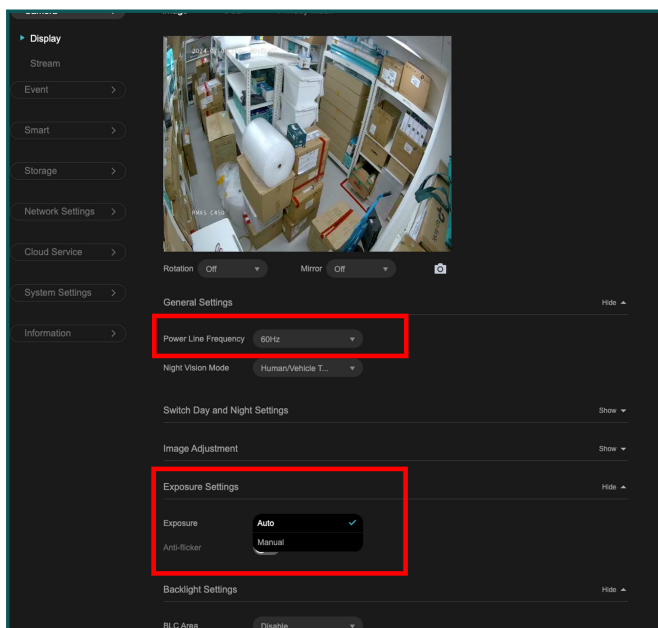 Display
Stream
Event
Smart
Storage
Network Settings
Cloud Service
System Settings
Information
Rotation Off Mirror Off
General Settings Hide
Power Line Frequency 60Hz
Night Vision Mode Human/Vehicle T...
Switch Day and Night Settings Show
Image Adjustment Show
Exposure Settings Hide
Exposure Auto
Manual
Anti-flicker
Backlight Settings Hide
BLC Area Disable